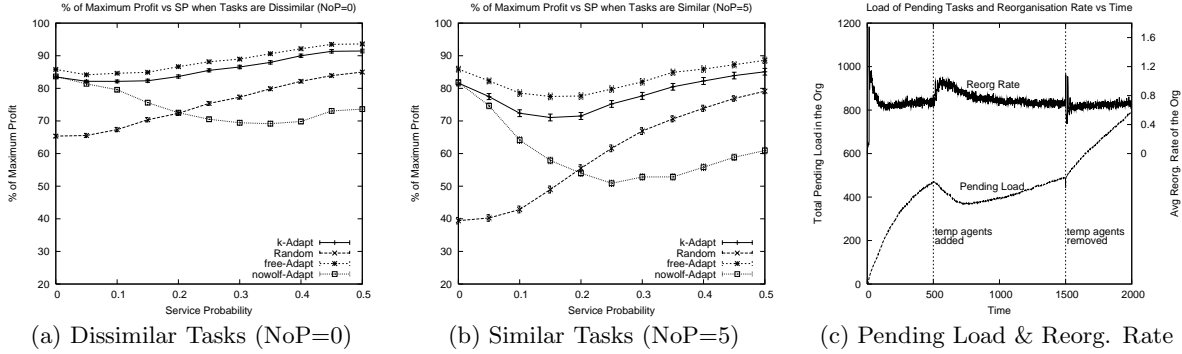 % of Maximum Profit vs SP when Tasks are Dissimilar (NoP=0)
% of Maximum Profit
100
90
80
70
60
50
40
30
20
k-Adapt
Random
free-Adapt
nowolf-Adapt
0 0.1 0.2 0.3 0.4 0.5
Service Probability
(a) Dissimilar Tasks (NoP=0)
% of Maximum Profit vs SP when Tasks are Similar (NoP=5)
% of Maximum Profit
100
90
80
70
60
50
40
30
20
k-Adapt
Random
free-Adapt
nowolf-Adapt
0 0.1 0.2 0.3 0.4 0.5
Service Probability
(b) Similar Tasks (NoP=5)
Load of Pending Tasks and Reorganisation Rate vs Time
Total Pending Load in the Org
1200
1000
800
600
400
200
0
Reorg Rate
Pending Load
temp agents
added
temp agents
removed
1.6
1.2
0.8
0.4
0
Avg Reorg. Rate of the Org
0 500 1000 1500 2000
Time
(c) Pending Load & Reorg. Rate